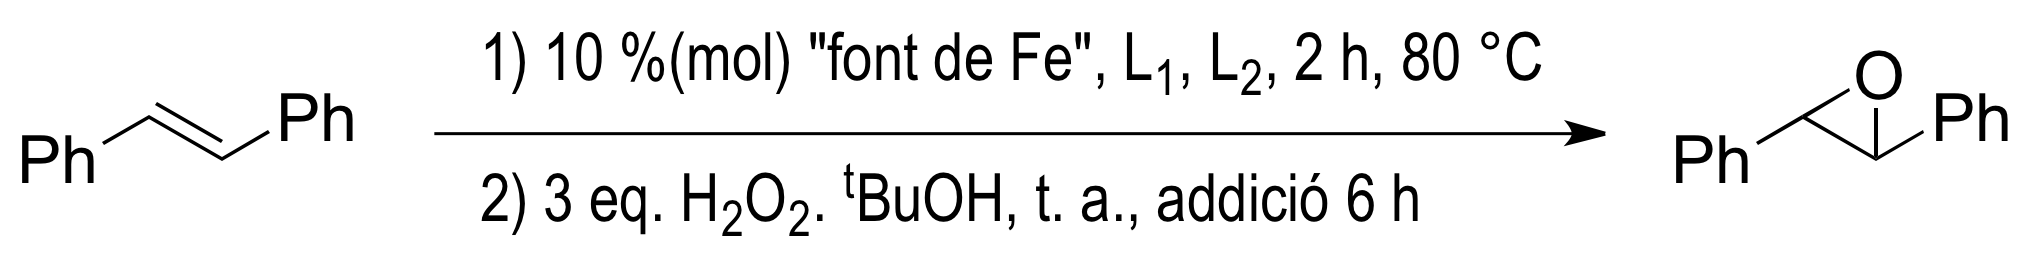 1) 10 %(mol) "font de Fe", L₁, L₂, 2 h, 80 °C
Ph Ph O Ph Ph
2) 3 eq. H₂O₂. ᵗBuOH, t. a., addició 6 h